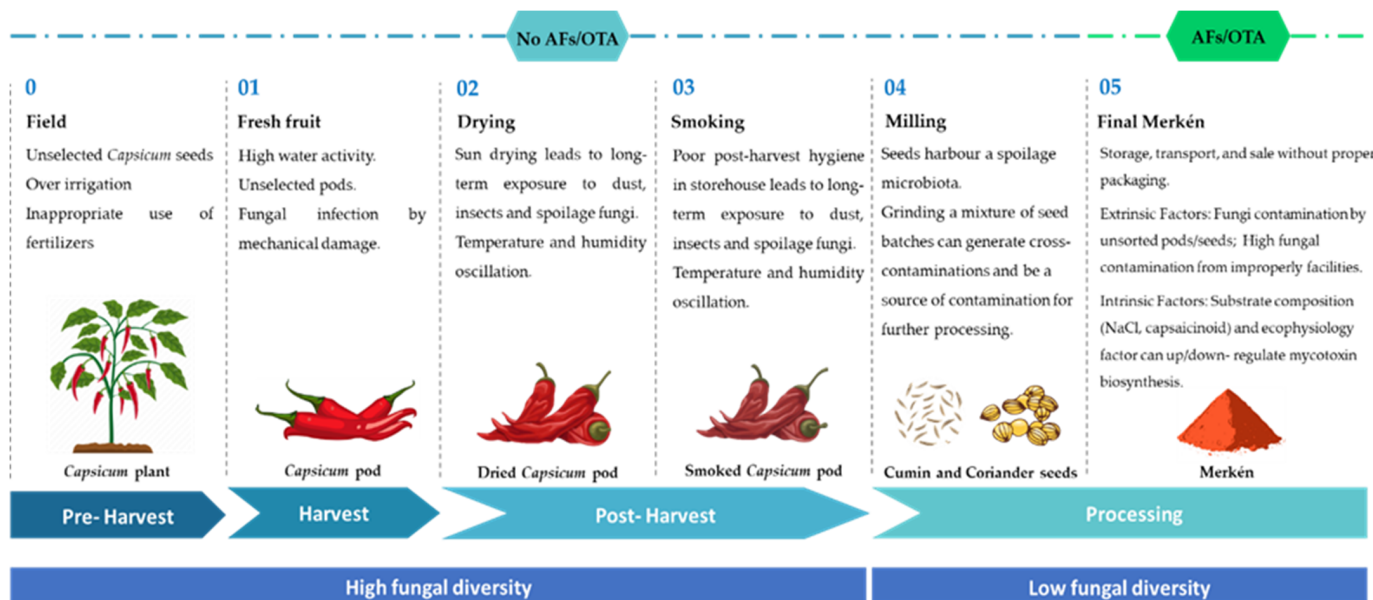 No AFs/OTA
AFs/OTA
0
Field
Unselected Capsicum seeds
Over irrigation
Inappropriate use of
fertilizers
Capsicum plant
01
Fresh fruit
High water activity.
Unselected pods.
Fungal infection by
mechanical damage.
Capsicum pod
02
Drying
Sun drying leads to long-
term exposure to dust,
insects and spoilage fungi.
Temperature and humidity
oscillation.
Dried Capsicum pod
03
Smoking
Poor post-harvest hygiene
in storehouse leads to long-
term exposure to dust,
insects and spoilage fungi.
Temperature and humidity
oscillation.
Smoked Capsicum pod
04
Milling
Seeds harbour a spoilage
microbiota.
Grinding a mixture of seed
batches can generate cross-
contaminations and be a
source of contamination for
further processing.
Cumin and Coriander seeds
05
Final Merkén
Storage, transport, and sale without proper
packaging.
Extrinsic Factors: Fungi contamination by
unsorted pods/seeds; High fungal
contamination from improperly facilities.
Intrinsic Factors: Substrate composition
(NaCl, capsaicinoid) and ecophysiology
factor can up/down- regulate mycotoxin
biosynthesis.
Merkén
Pre- Harvest
Harvest
Post- Harvest
Processing
High fungal diversity
Low fungal diversity